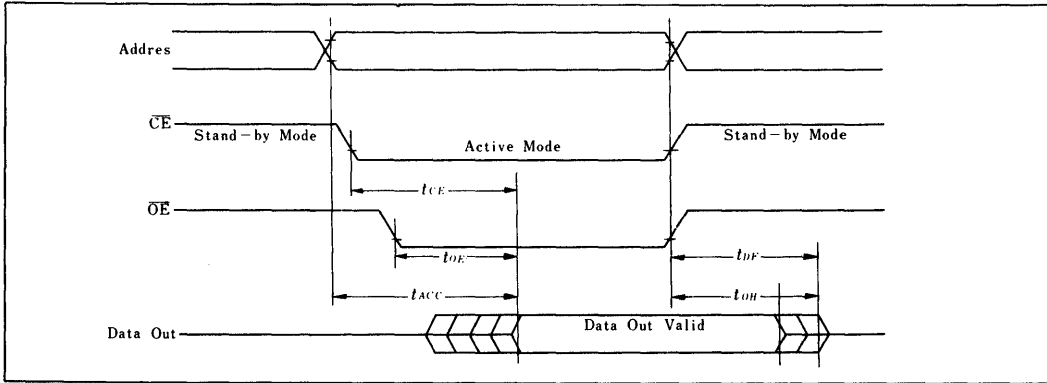 Addres
CE
Stand-by Mode
Active Mode
Stand-by Mode
tCE
OE
tOE
tDF
tACC
tOH
Data Out
Data Out Valid